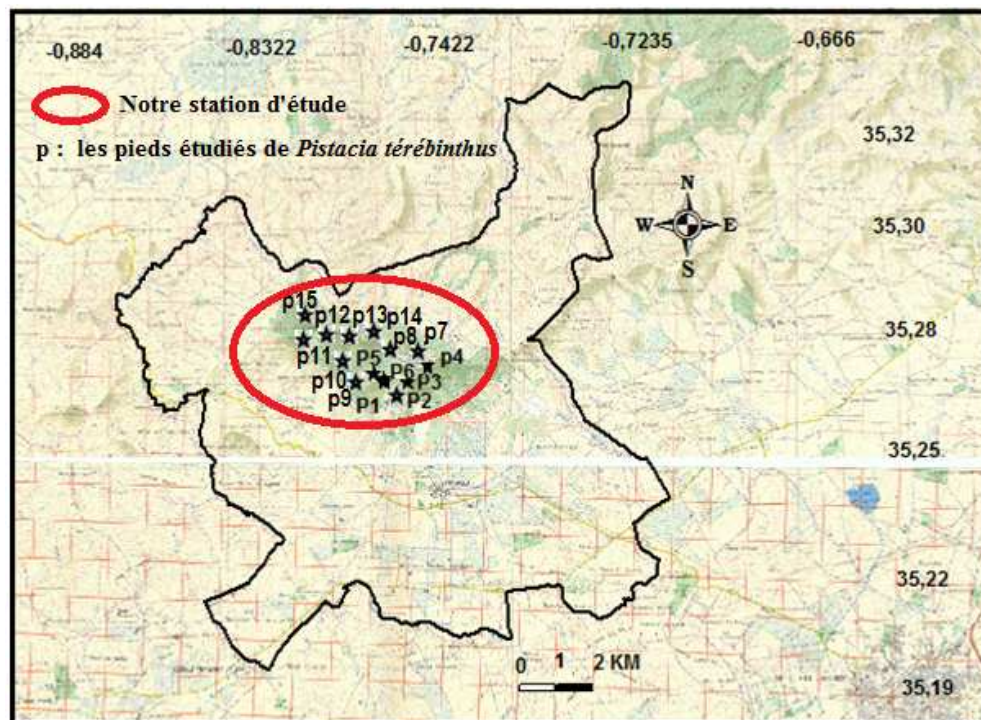 -0,884 -0,8322 -0,7422 -0,7235 -0,666
Notre station d'étude
p : les pieds étudiés de Pistacia térébinthus
35,32
N
W E
S
35,30
p15
p12 p13 p14
p8 p7
p11 P5 p4
35,28
p10 P6 P3
p9 P1 P2
35,25
35,22
0 1 2 KM
35,19